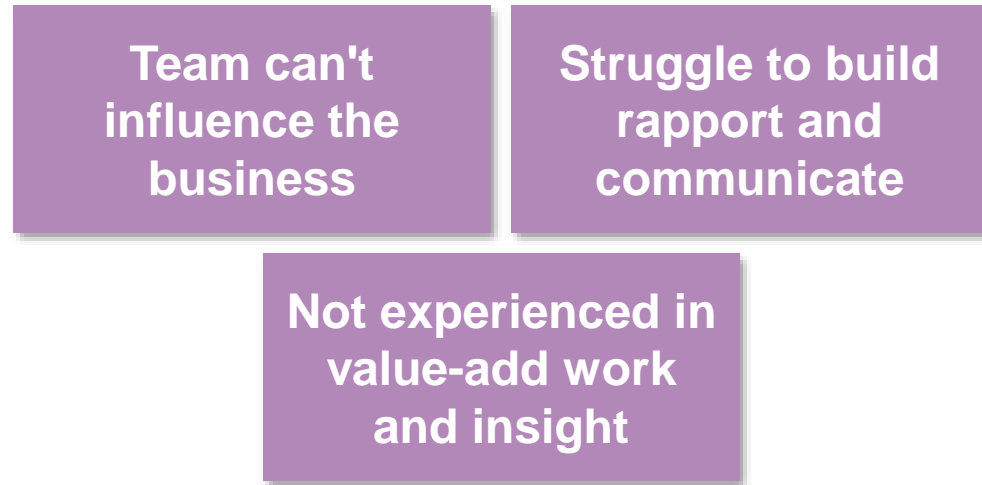 Team can't
influence the
business
Struggle to build
rapport and
communicate
Not experienced in
value-add work
and insight